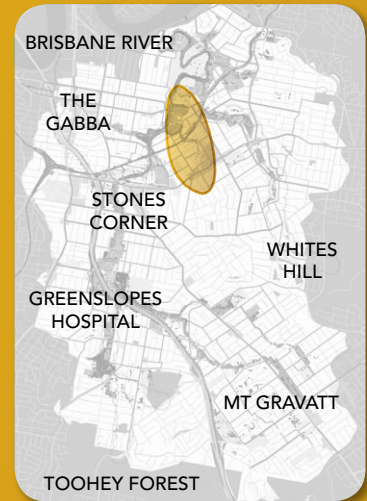 BRISBANE RIVER
THE
GABBA
STONES
CORNER
WHITES
HILL
GREENSLOPES
HOSPITAL
MT GRAVATT
TOOHEY FOREST